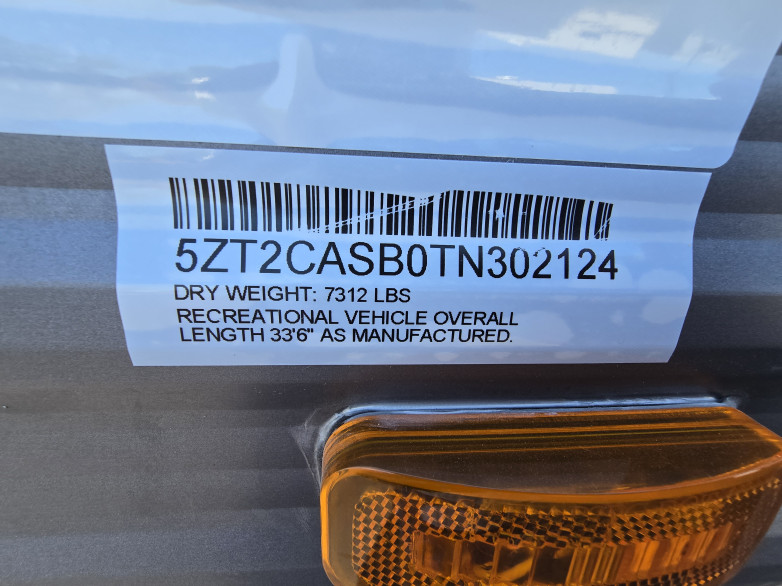 5ZT2CASB0TN302124
DRY WEIGHT: 7312 LBS
RECREATIONAL VEHICLE OVERALL
LENGTH 33'6" AS MANUFACTURED.